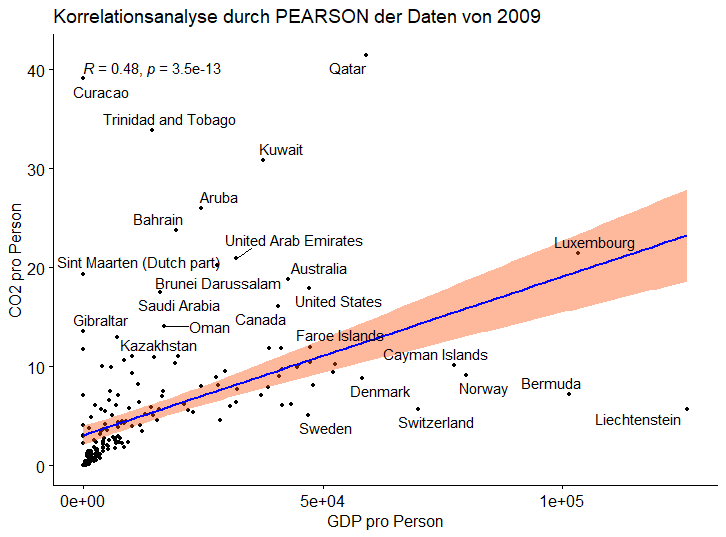 Korrelationsanalyse durch PEARSON der Daten von 2009
R = 0.48, p = 3.5e-13
Qatar
Curacao
Trinidad and Tobago
Kuwait
Aruba
Bahrain
United Arab Emirates
Sint Maarten (Dutch part)
Luxembourg
Australia
Brunei Darussalam
United States
Saudi Arabia
Canada
Gibraltar
Oman
Faroe Islands
Kazakhstan
Cayman Islands
Denmark
Norway
Bermuda
Sweden
Switzerland
Liechtenstein
CO2 pro Person
40
30
20
10
0
0e+00
5e+04
1e+05
GDP pro Person